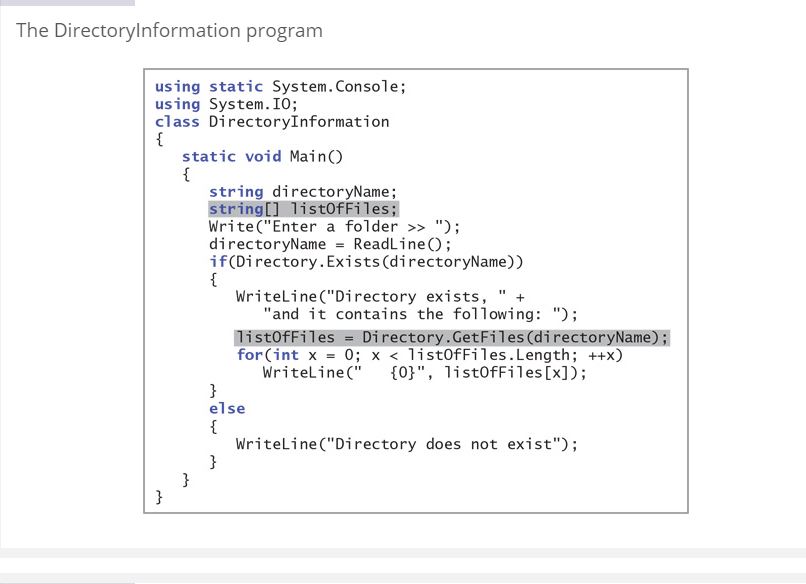 The DirectoryInformation program
using static System.Console;
using System.IO;
class DirectoryInformation
{
   static void Main()
   {
      string directoryName;
      string[] listOfFiles;
      Write("Enter a folder >> ");
      directoryName = ReadLine();
      if(Directory.Exists(directoryName))
      {
         WriteLine("Directory exists, " +
            "and it contains the following: ");
         listOfFiles = Directory.GetFiles(directoryName);
         for(int x = 0; x < listOfFiles.Length; ++x)
            WriteLine("   {0}", listOfFiles[x]);
      }
      else
      {
         WriteLine("Directory does not exist");
      }
   }
}